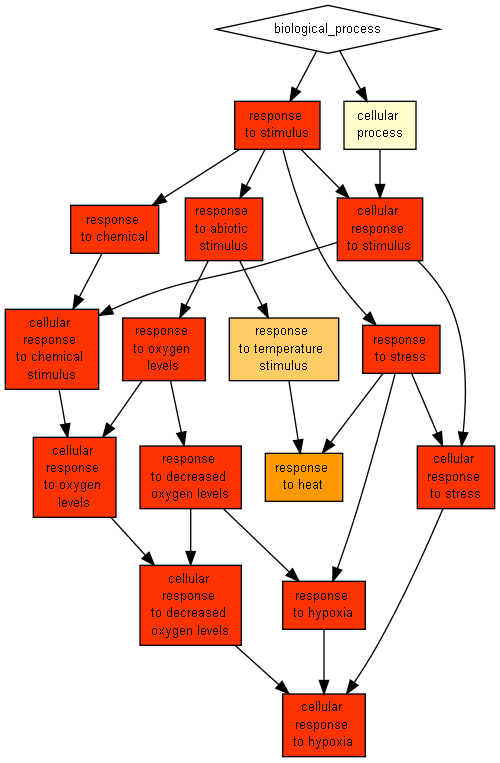 biological_process
response
to stimulus
cellular
process
response
to chemical
response
to abiotic
stimulus
cellular
response
to stimulus
cellular
response
to chemical
stimulus
response
to oxygen
levels
response
to temperature
stimulus
response
to stress
cellular
response
to oxygen
levels
response
to decreased
oxygen levels
response
to heat
cellular
response
to stress
cellular
response
to decreased
oxygen levels
response
to hypoxia
cellular
response
to hypoxia